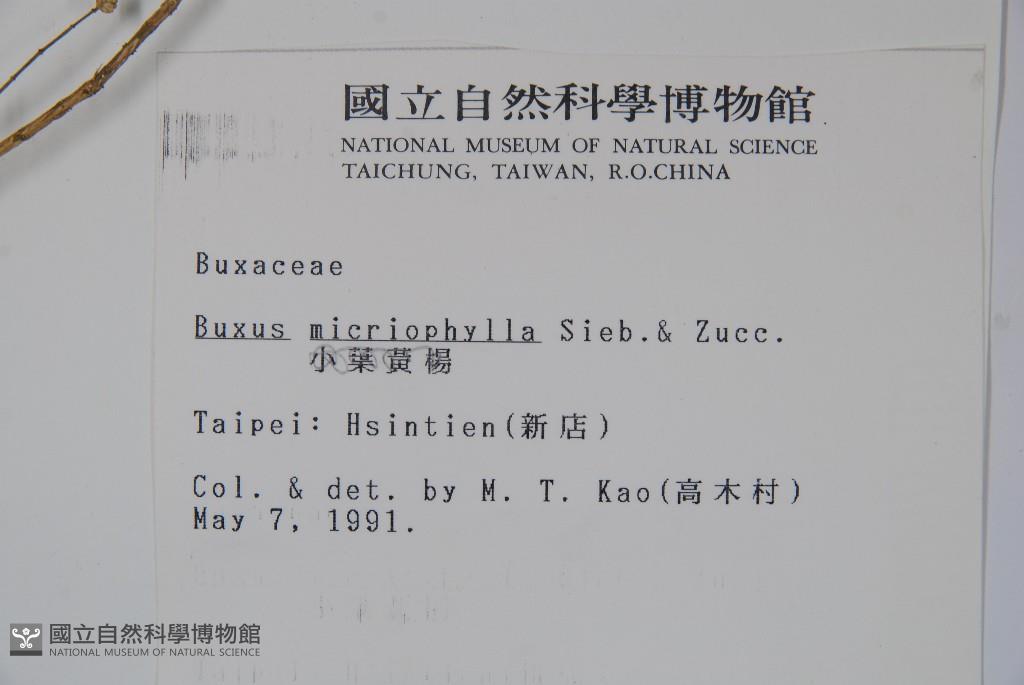 國立自然科學博物館
NATIONAL MUSEUM OF NATURAL SCIENCE
TAICHUNG, TAIWAN, R.O.CHINA
Buxaceae
Buxus micriophylla Sieb.& Zucc.
小葉黃楊
Taipei: Hsintien(新店)
Col. & det. by M. T. Kao(高木村)
May 7, 1991.
國立自然科學博物館
NATIONAL MUSEUM OF NATURAL SCIENCE